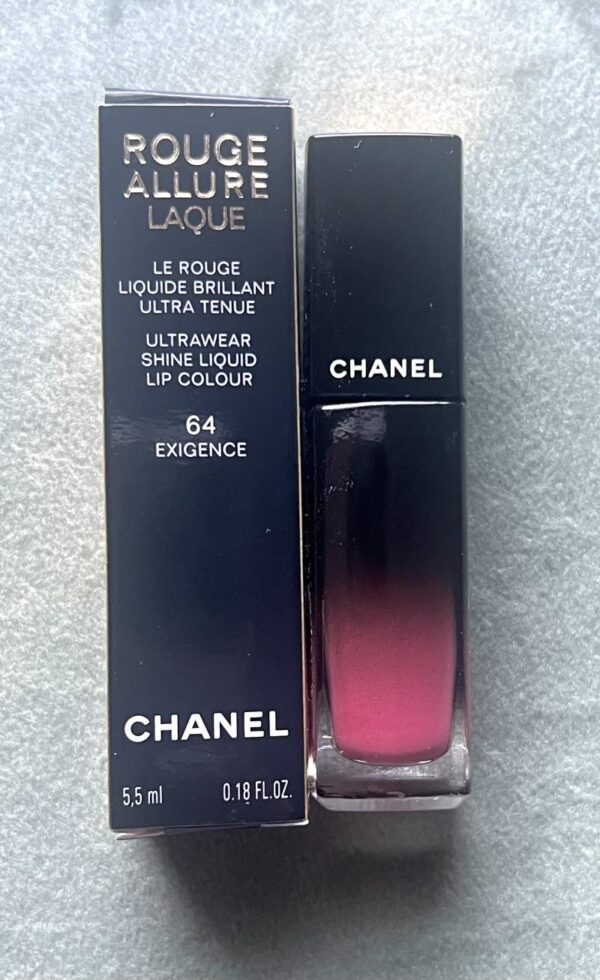 ROUGE
ALLURE
LAQUE
LE ROUGE
LIQUIDE BRILLANT
ULTRA TENUE
ULTRAWEAR
SHINE LIQUID
LIP COLOUR
64
EXIGENCE
CHANEL
5,5 ml 0.18 FL.OZ.
CHANEL